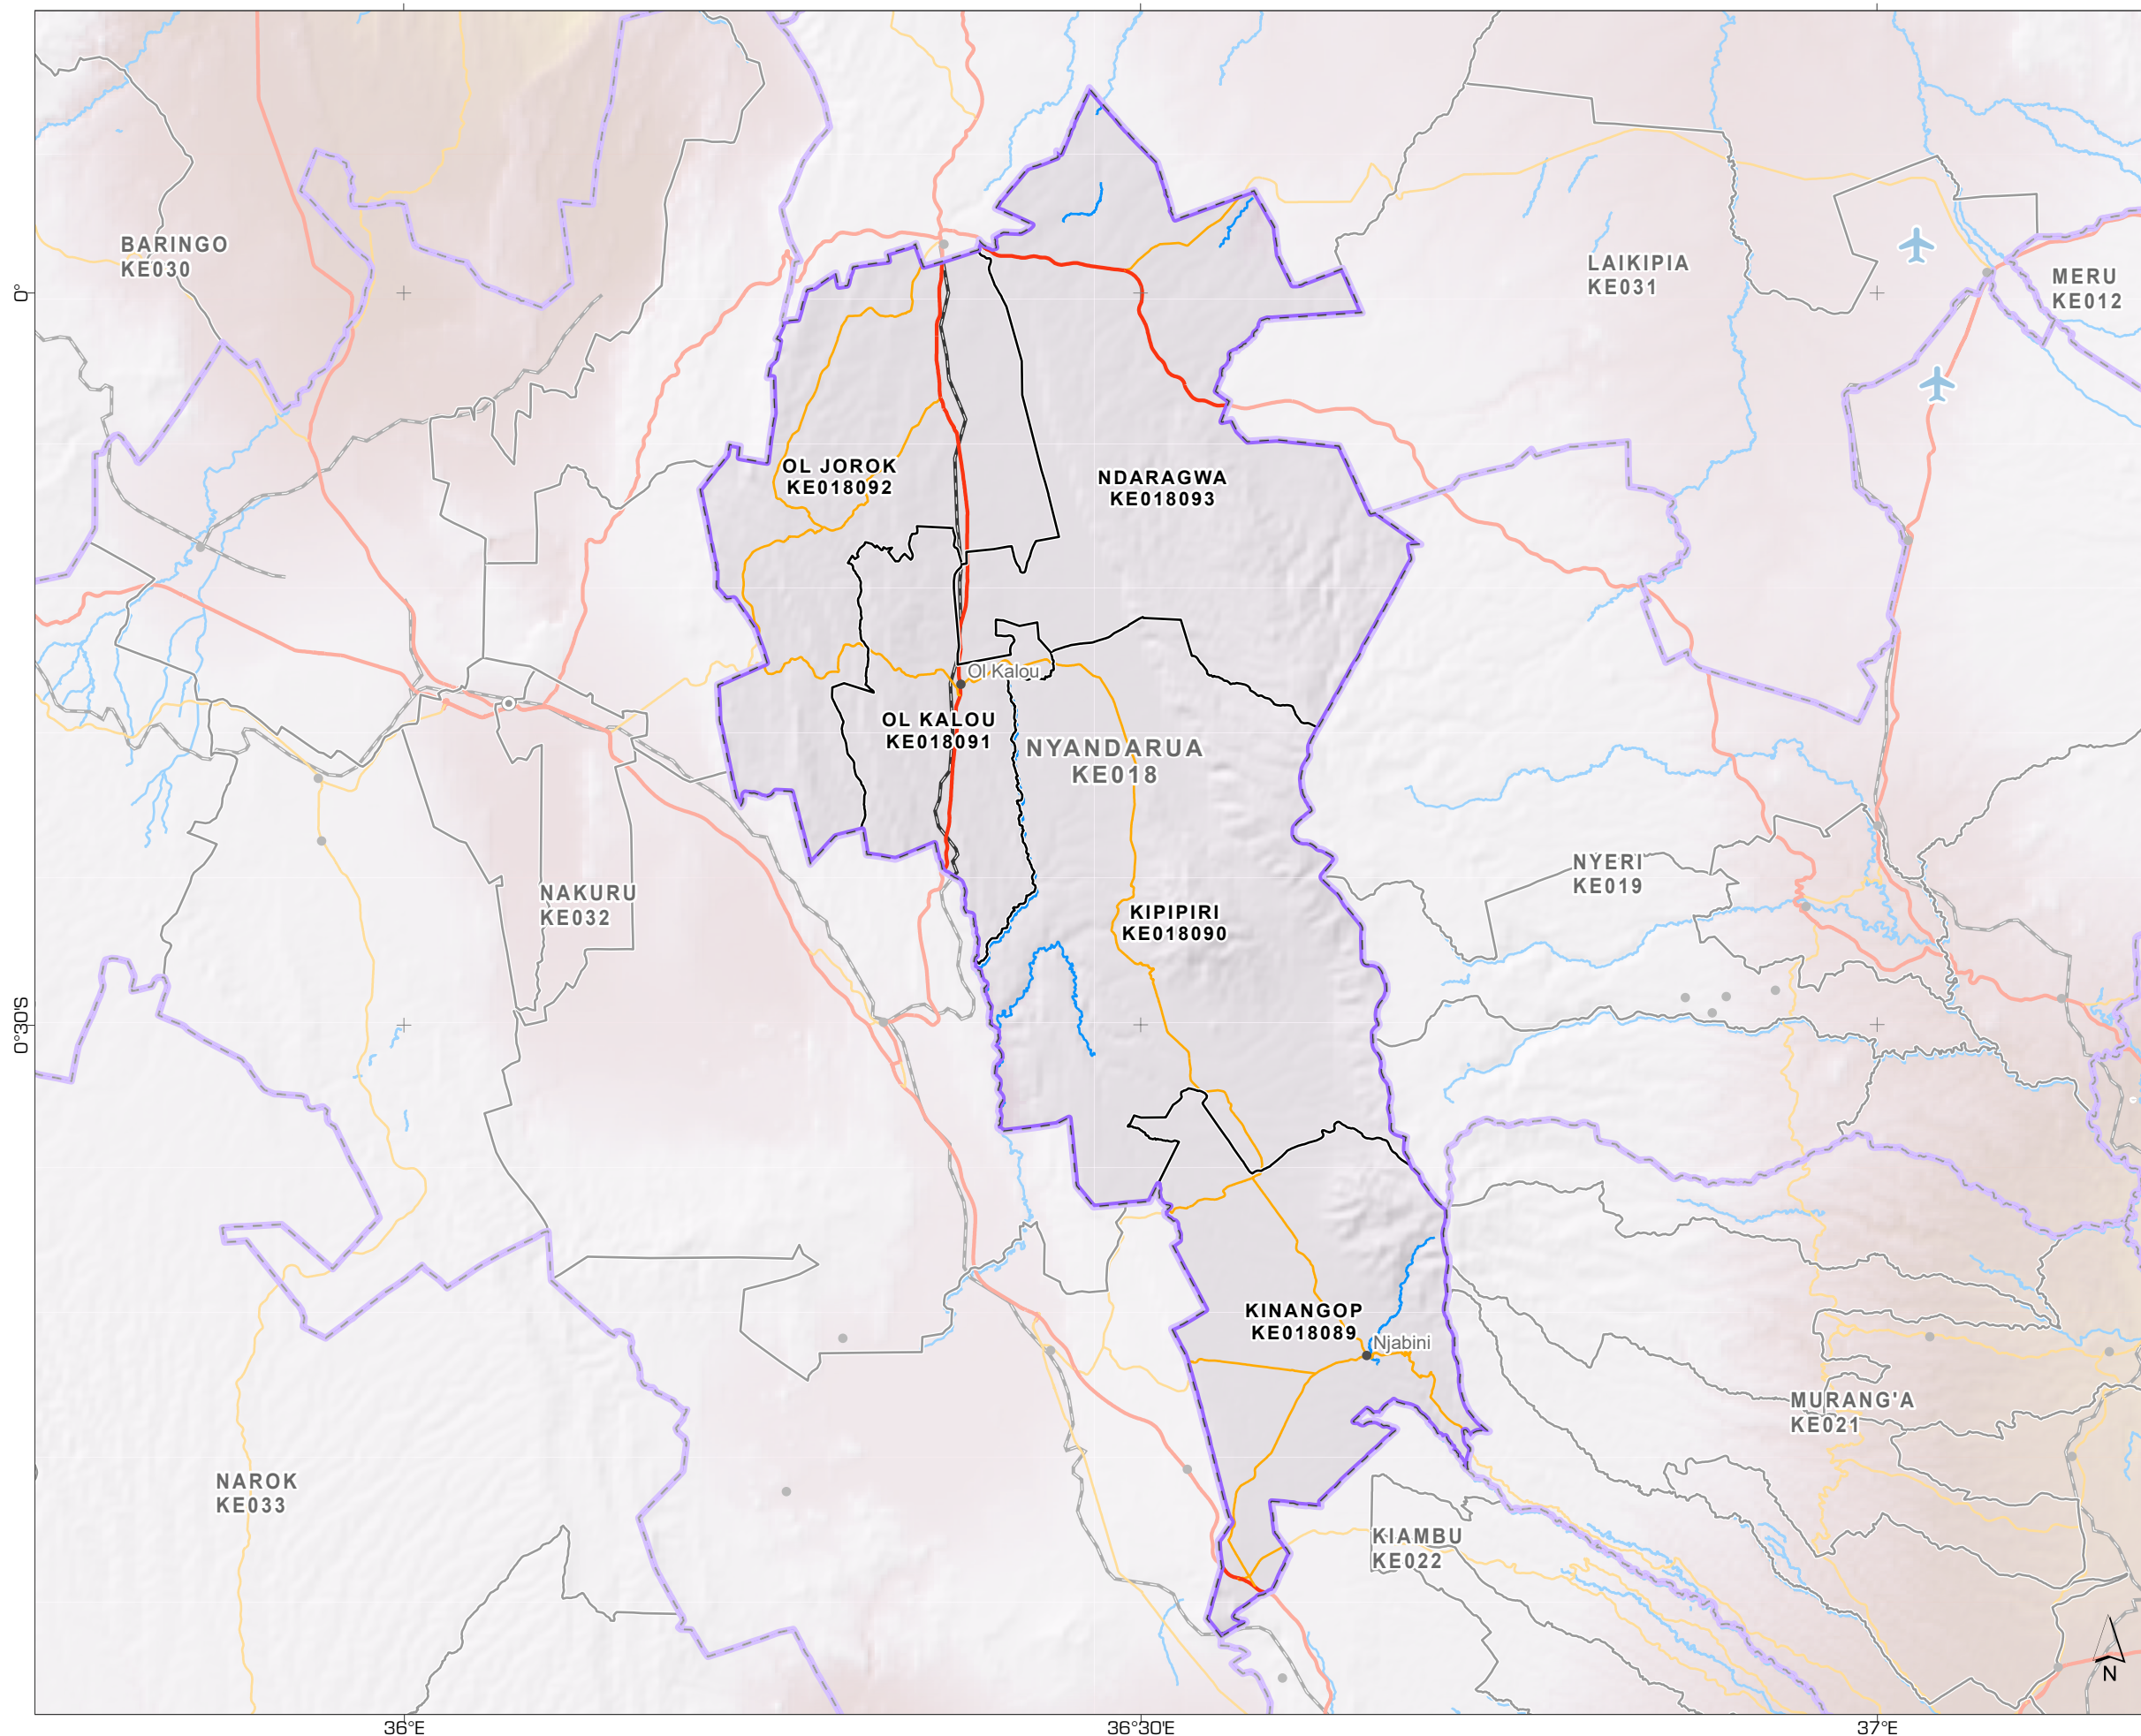 BARINGO
KE030
LAIKIPIA
KE031
MERU
KE012
0°
OL JOROK
KE018092
NDARAGWA
KE018093
Ol Kalou
OL KALOU
KE018091
NYANDARUA
KE018
NAKURU
KE032
NYERI
KE019
KIPIPIRI
KE018090
0°30'S
KINANGOP
KE018089
Njabini
MURANG'A
KE021
NAROK
KE033
KIAMBU
KE022
N
36°E
36°30'E
37°E